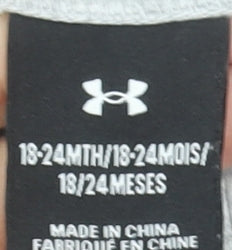 18-24MTH/18-24MOIS/
18/24MESES
MADE IN CHINA
FABRIQUÉ EN CHINE